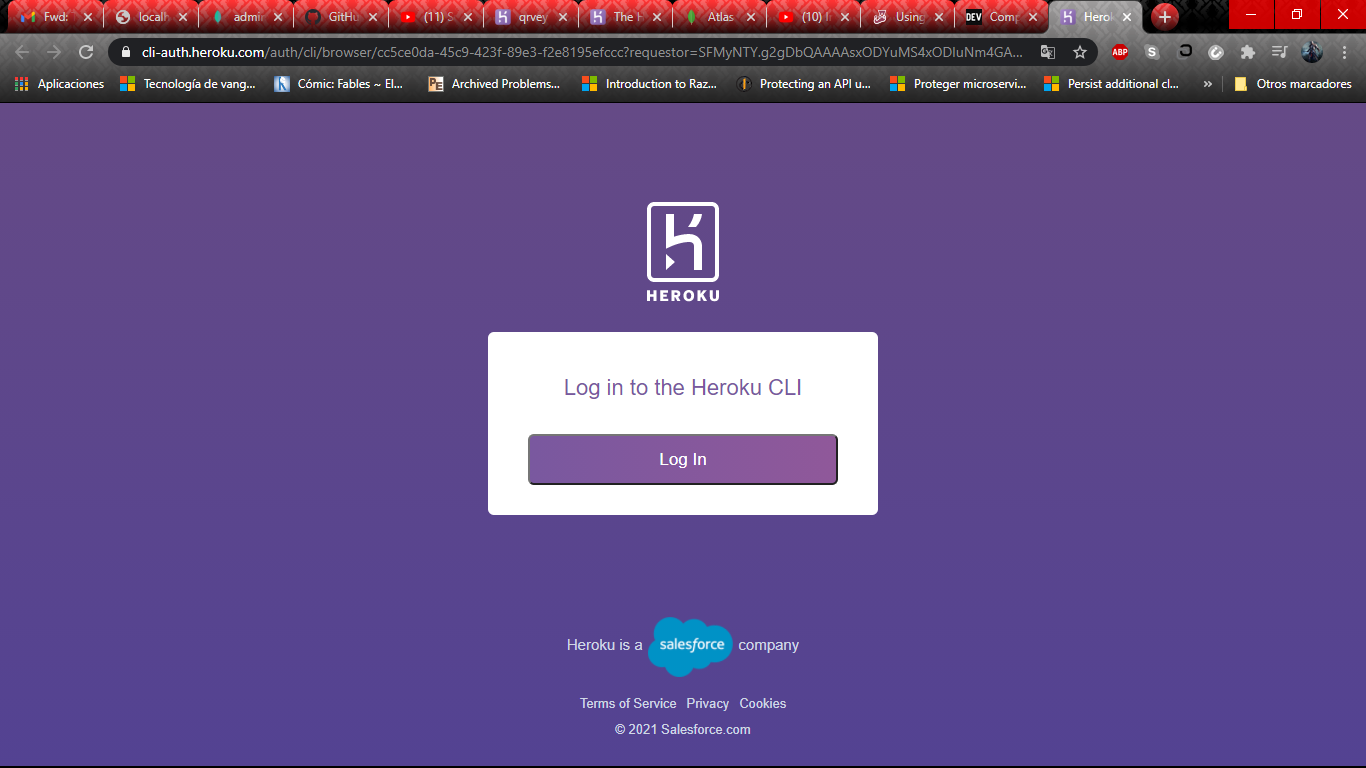 Fwd:
localh
admin
GitHu
(11) S
qrvey
The H
Atlas
(10) I
Using
DEV Comp
Herok
cli-auth.heroku.com/auth/cli/browser/cc5ce0da-45c9-423f-89e3-f2e8195efccc?requestor=SFMyNTY.g2gDbQAAAAsxODYuMS4xODIuNm4GA...
ABP
Aplicaciones
Tecnología de vang...
Cómic: Fables ~ El...
Archived Problems...
Introduction to Raz...
Protecting an API u...
Proteger microservi...
Persist additional cl...
»
Otros marcadores
HEROKU
Log in to the Heroku CLI
Log In
Heroku is a salesforce company
Terms of Service Privacy Cookies
© 2021 Salesforce.com